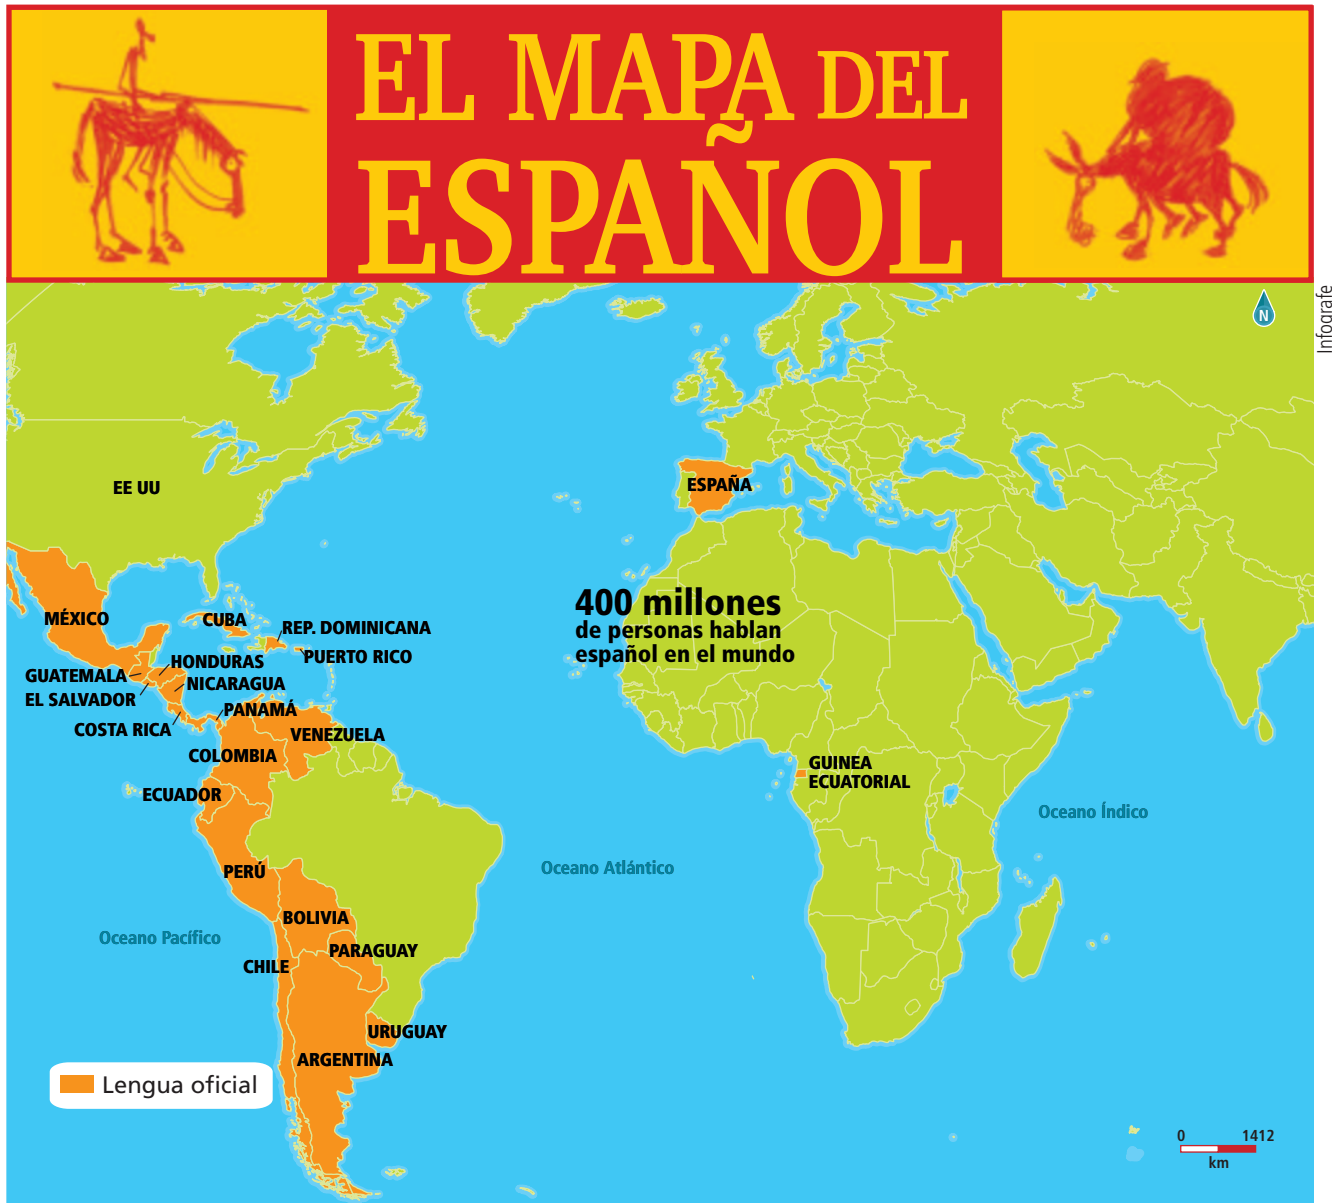 EL MAPA DEL
ESPAÑOL
Infografe
N
EE UU
ESPAÑA
400 millones
de personas hablan
español en el mundo
MÉXICO
CUBA
REP. DOMINICANA
PUERTO RICO
GUATEMALA
HONDURAS
EL SALVADOR
NICARAGUA
COSTA RICA
PANAMÁ
VENEZUELA
COLOMBIA
ECUADOR
GUINEA
ECUATORIAL
Oceano Índico
Oceano Atlántico
PERÚ
BOLIVIA
Oceano Pacífico
PARAGUAY
CHILE
URUGUAY
ARGENTINA
Lengua oficial
0 1412
km